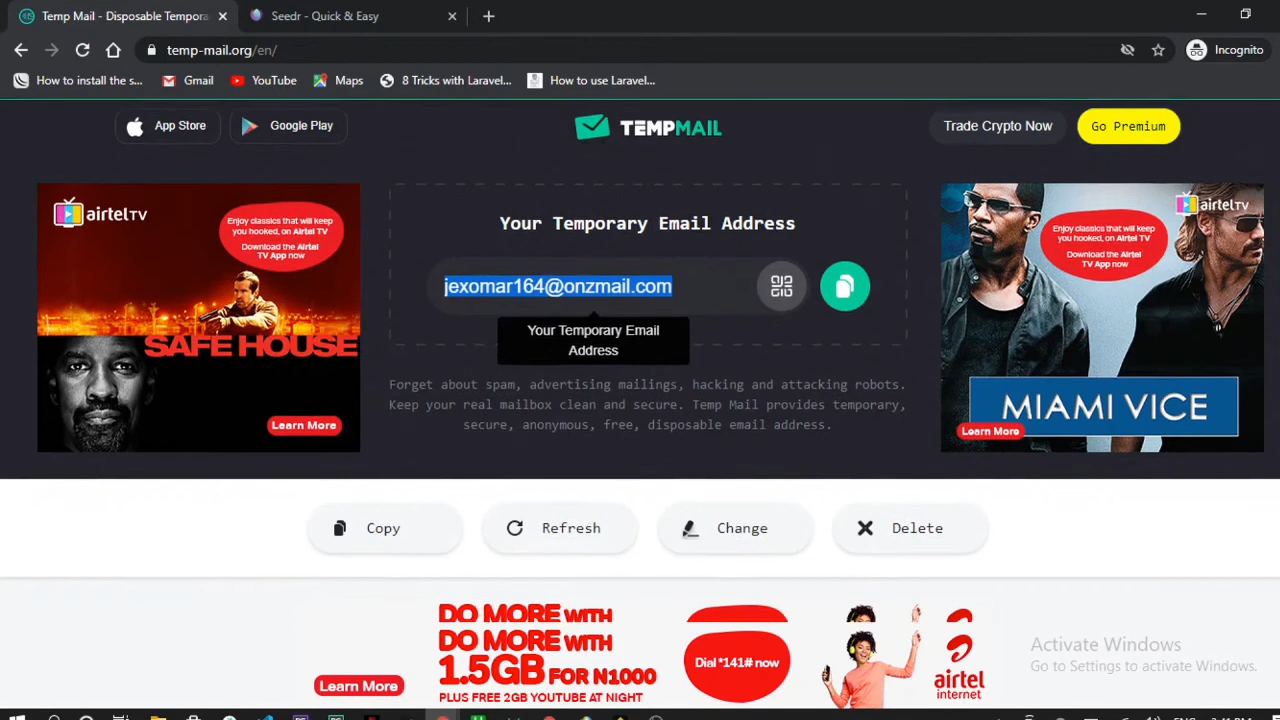 Temp Mail - Disposable Tempora
Seedr - Quick & Easy
temp-mail.org/en/
Incognito
How to install the s...
Gmail
YouTube
Maps
8 Tricks with Laravel...
How to use Laravel...
App Store
Google Play
TEMPMAIL
Trade Crypto Now
Go Premium
airtelTV
Enjoy classics that will keep
you hooked, on Airtel TV
Download the Airtel
TV App now
SAFE HOUSE
Learn More
Your Temporary Email Address
jexomar164@onzmail.com
Your Temporary Email
Address
Forget about spam, advertising mailings, hacking and attacking robots.
Keep your real mailbox clean and secure. Temp Mail provides temporary,
secure, anonymous, free, disposable email address.
airtelTV
Enjoy classics that will keep
you hooked, on Airtel TV
Download the Airtel
TV App now
MIAMI VICE
Learn More
Copy
Refresh
Change
Delete
DO MORE WITH
DO MORE WITH
1.5GB FOR N1000
PLUS FREE 2GB YOUTUBE AT NIGHT
Learn More
Dial *141# now
airtel
internet
Activate Windows
Go to Settings to activate Windows.